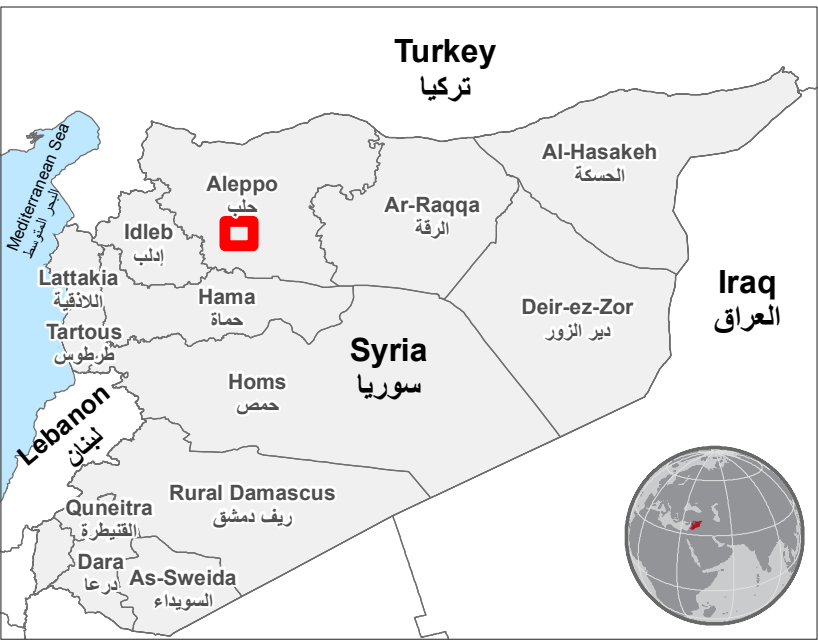 Turkey
تركيا
Mediterranean Sea
البحر المتوسط
Al-Hasakeh
الحسكة
Aleppo
حلب
Ar-Raqqa
الرقة
Idleb
إدلب
Lattakia
اللاذقية
Hama
حماة
Iraq
العراق
Deir-ez-Zor
دير الزور
Tartous
طرطوس
Syria
سوريا
Homs
حمص
Lebanon
لبنان
Rural Damascus
ريف دمشق
Quneitra
القنيطرة
Dara
درعا
As-Sweida
السويداء